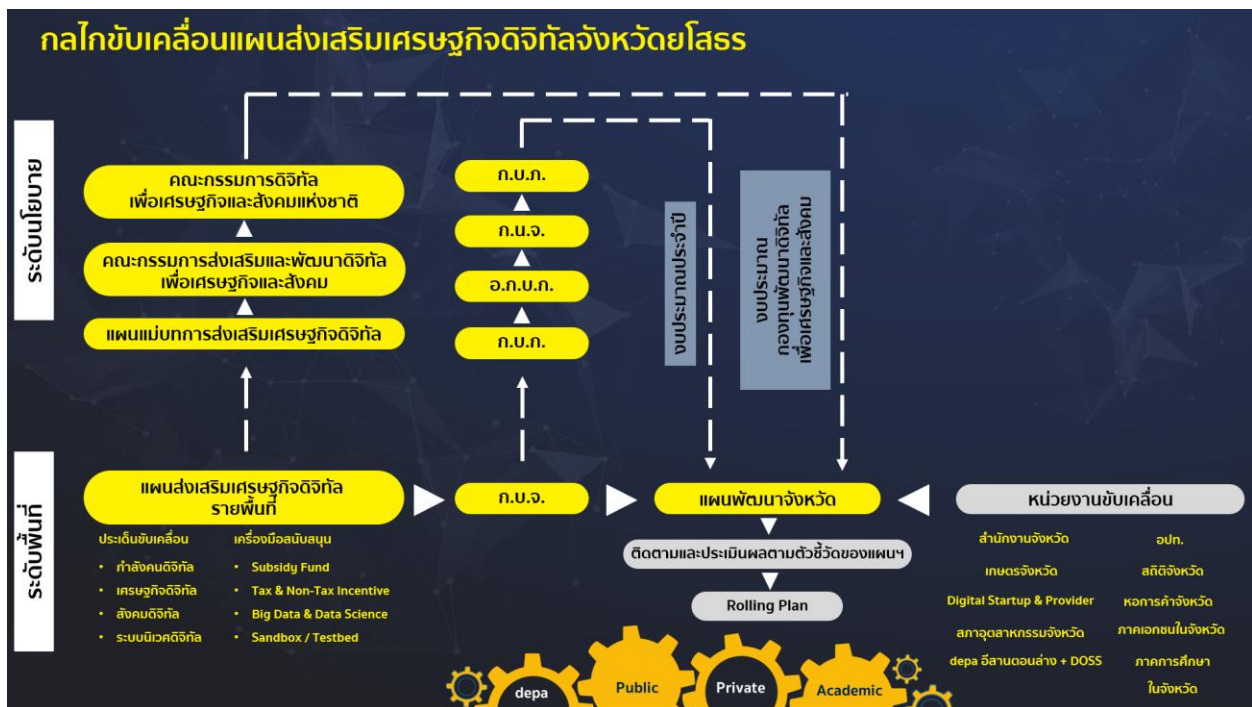 กลไกขับเคลื่อนแผนส่งเสริมเศรษฐกิจดิจิทัลจังหวัดยโสธร
ระดับนโยบาย
คณะกรรมการดิจิทัล
เพื่อเศรษฐกิจและสังคมแห่งชาติ
คณะกรรมการส่งเสริมและพัฒนาดิจิทัล
เพื่อเศรษฐกิจและสังคม
แผนแม่บทการส่งเสริมเศรษฐกิจดิจิทัล
ก.บ.ภ.
ก.น.จ.
อ.ก.บ.ภ.
ก.บ.ภ.
งบประมาณประจำปี
งบประมาณ
กองทุนพัฒนาดิจิทัล
เพื่อเศรษฐกิจและสังคม
ระดับพื้นที่
แผนส่งเสริมเศรษฐกิจดิจิทัล
รายพื้นที่
ประเด็นขับเคลื่อน
• กำลังคนดิจิทัล
• เศรษฐกิจดิจิทัล
• สังคมดิจิทัล
• ระบบนิเวศดิจิทัล
เครื่องมือสนับสนุน
• Subsidy Fund
• Tax & Non-Tax Incentive
• Big Data & Data Science
• Sandbox / Testbed
ก.บ.จ.
แผนพัฒนาจังหวัด
ติดตามและประเมินผลตามตัวชี้วัดของแผนฯ
Rolling Plan
หน่วยงานขับเคลื่อน
สำนักงานจังหวัด
เกษตรจังหวัด
Digital Startup & Provider
สภาอุตสาหกรรมจังหวัด
depa อีสานตอนล่าง + DOSS
อปท.
สถิติจังหวัด
หอการค้าจังหวัด
ภาคเอกชนในจังหวัด
ภาคการศึกษา
ในจังหวัด
depa
Public
Private
Academic